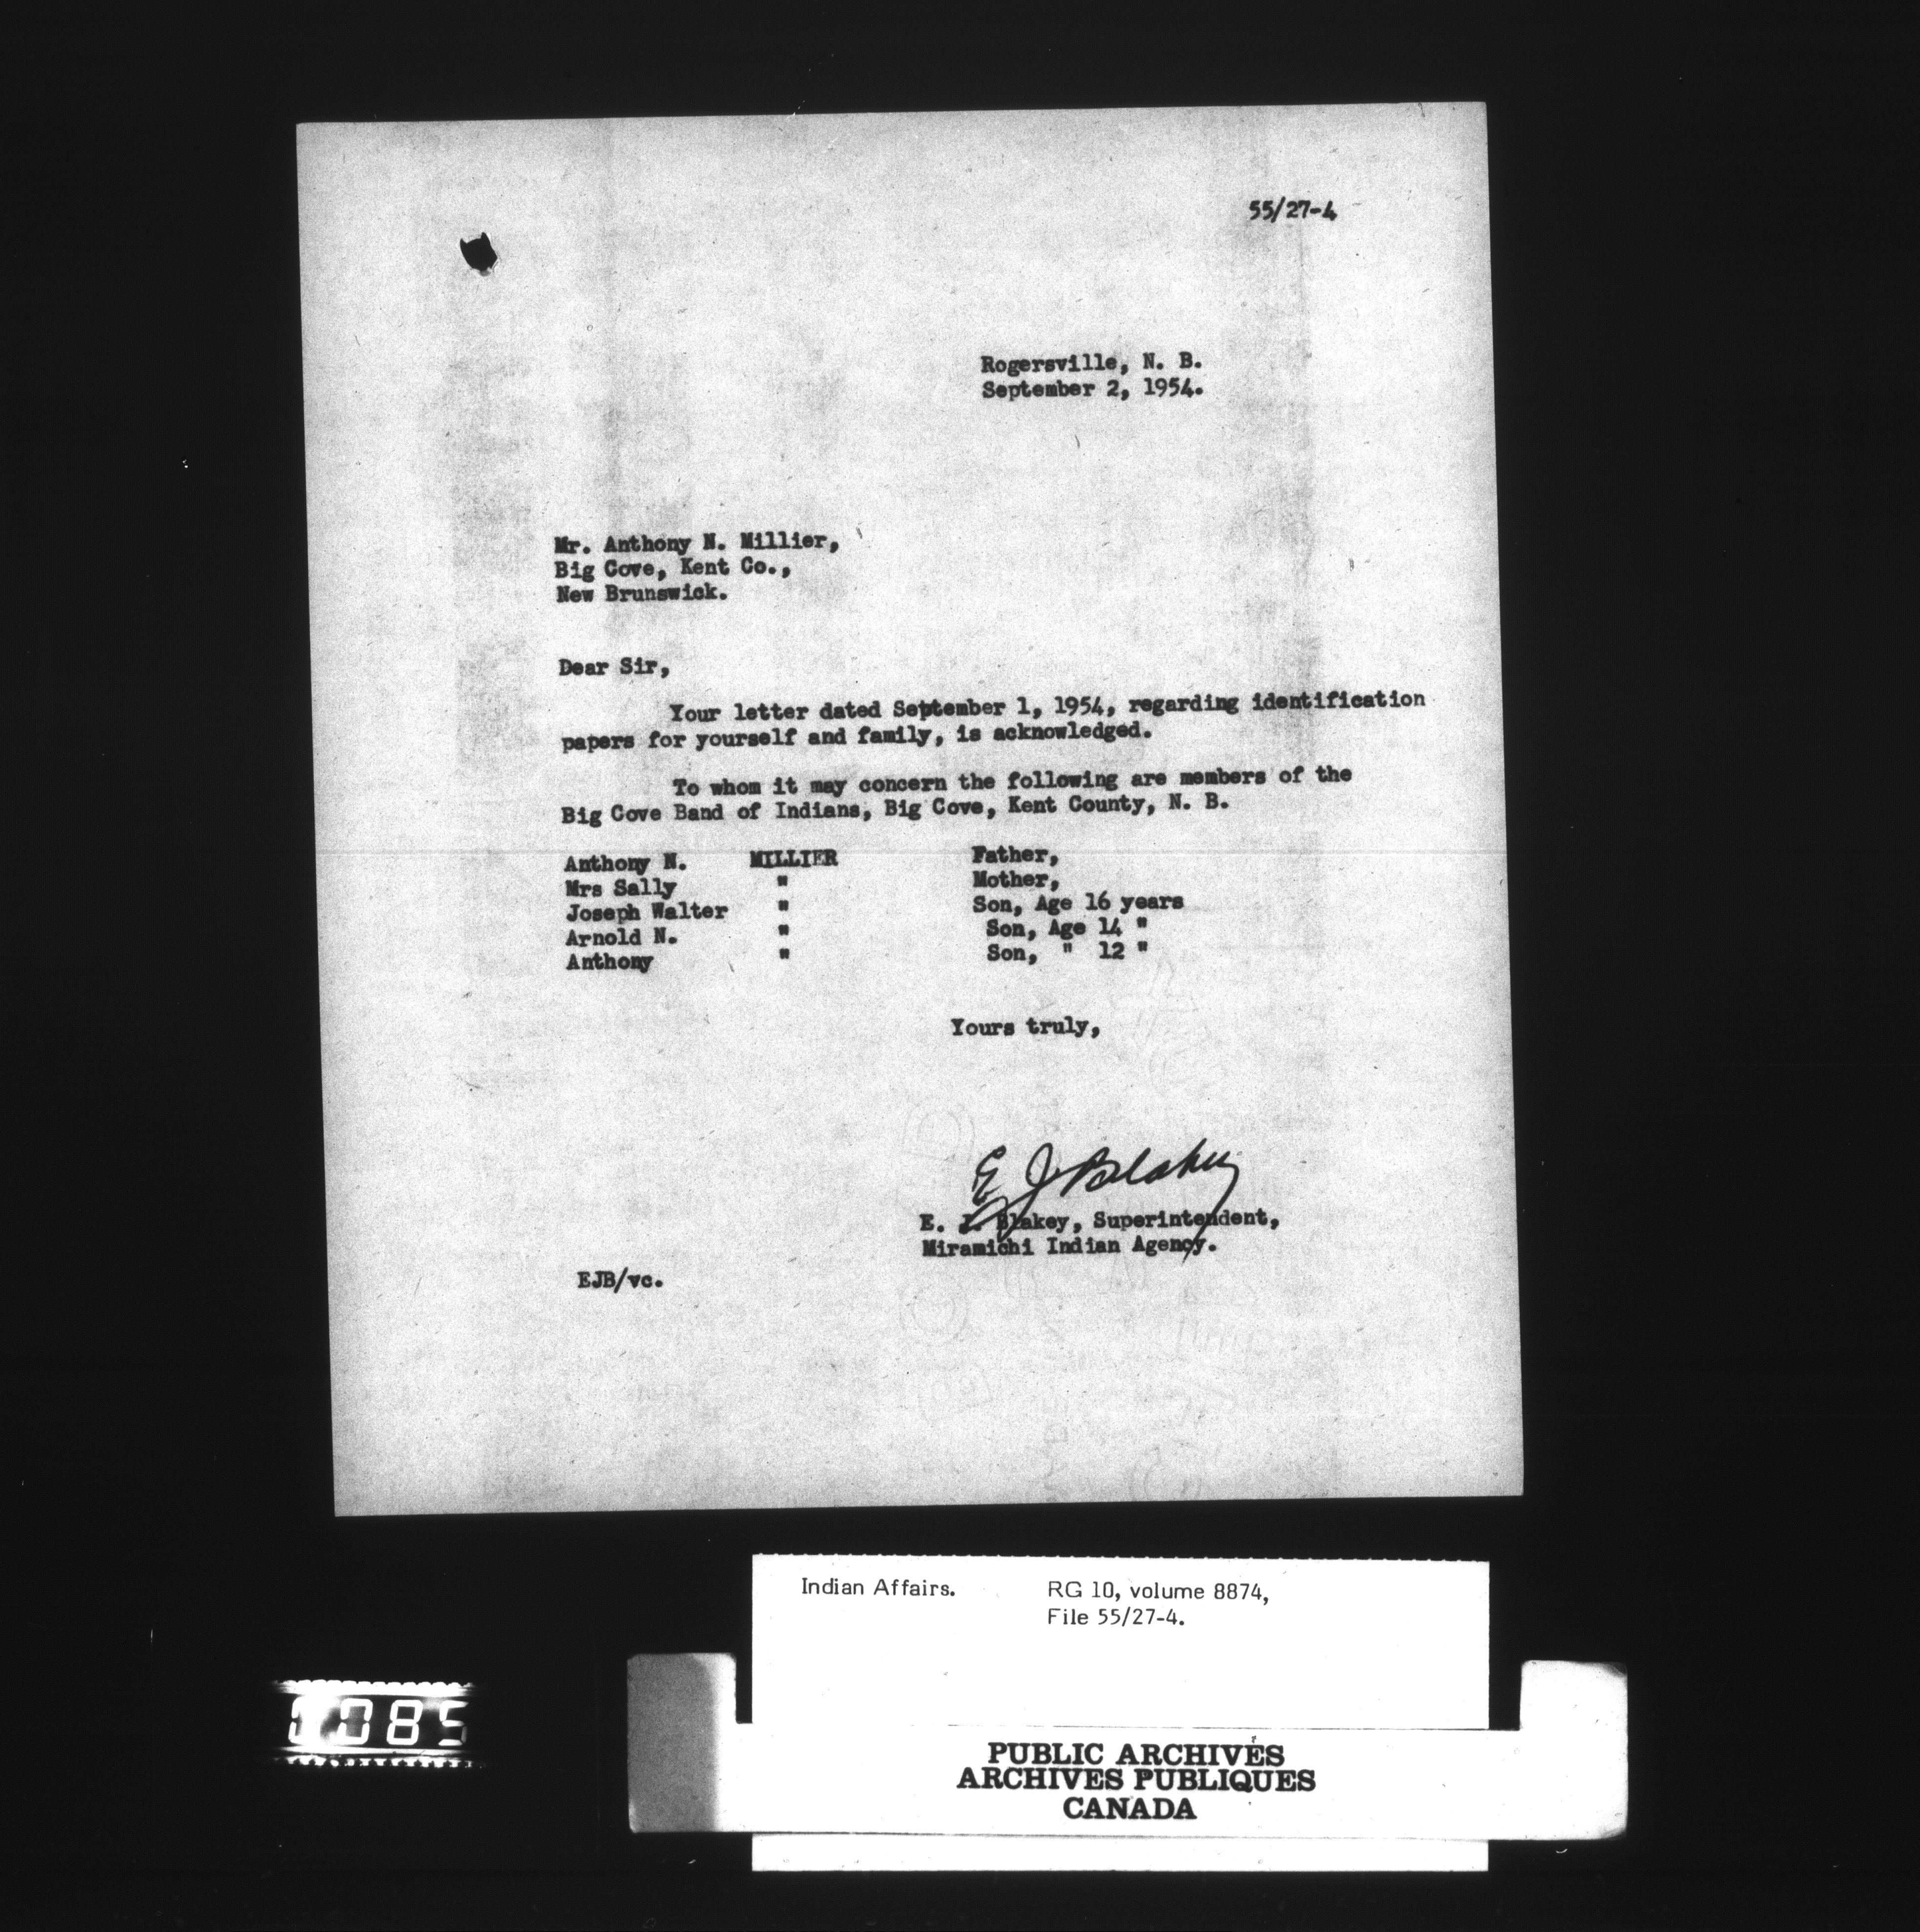 55/27-4
Rogersville, N. B.
September 2, 1954.
Mr. Anthony N. Millier,
Big Cove, Kent Co.,
New Brunswick.
Dear Sir,
Your letter dated September 1, 1954, regarding identification
papers for yourself and family, is acknowledged.
To whom it may concern the following are members of the
Big Cove Band of Indians, Big Cove, Kent County, N. B.
Anthony N. MILLIER Father,
Mrs Sally " Mother,
Joseph Walter " Son, Age 16 years
Arnold N. " Son, Age 14 "
Anthony " Son, " 12 "
Yours truly,
E J Blakey
E. J. Blakey, Superintendent,
Miramichi Indian Agency.
EJB/vc.
Indian Affairs. RG 10, volume 8874,
File 55/27-4.
0085
PUBLIC ARCHIVES
ARCHIVES PUBLIQUES
CANADA